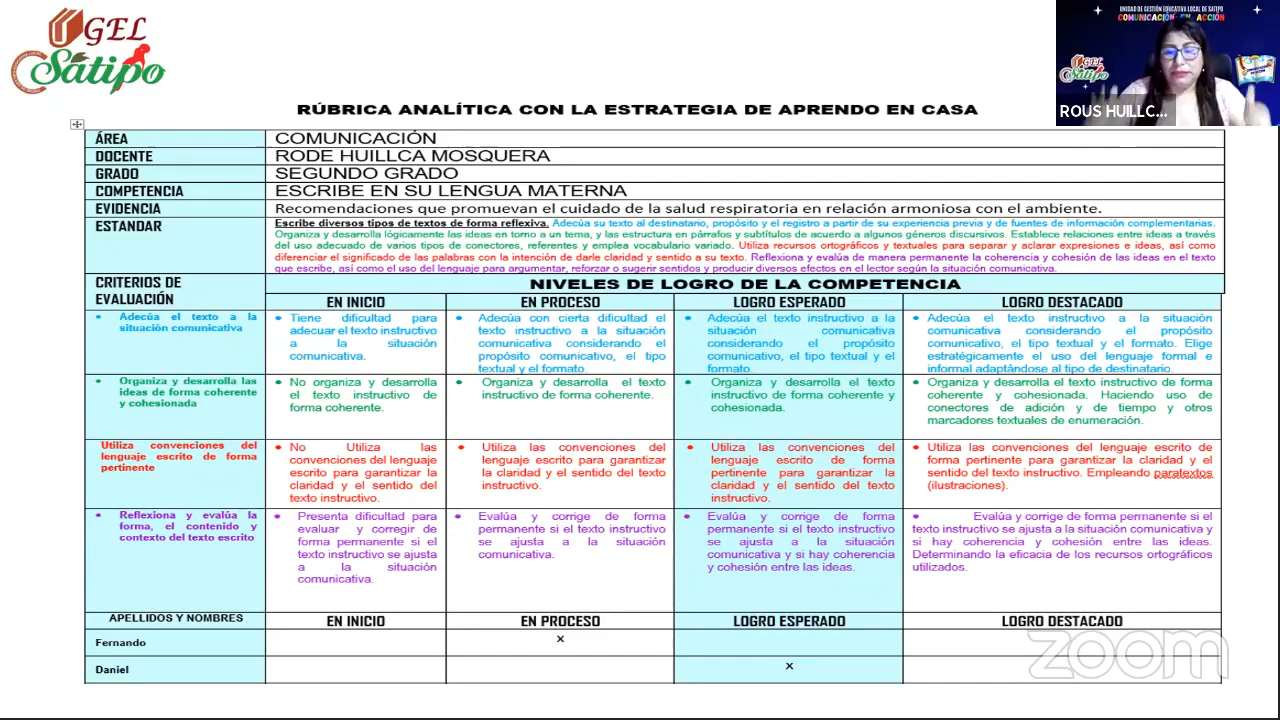 UGEL
Satipo
UNIDAD DE GESTIÓN EDUCATIVA LOCAL DE SATIPO
COMUNICACIÓN EN ACCIÓN
UGEL
Satipo
ROUS HUILLC...
RÚBRICA ANALÍTICA CON LA ESTRATEGIA DE APRENDO EN CASA
ÁREA COMUNICACIÓN
DOCENTE RODE HUILLCA MOSQUERA
GRADO SEGUNDO GRADO
COMPETENCIA ESCRIBE EN SU LENGUA MATERNA
EVIDENCIA Recomendaciones que promuevan el cuidado de la salud respiratoria en relación armoniosa con el ambiente.
ESTANDAR Escribe diversos tipos de textos de forma reflexiva. Adecúa su texto al destinatario, propósito y el registro a partir de su experiencia previa y de fuentes de información complementarias.
Organiza y desarrolla lógicamente las ideas en torno a un tema, y las estructura en párrafos y subtítulos de acuerdo a algunos géneros discursivos. Establece relaciones entre ideas a través
del uso adecuado de varios tipos de conectores, referentes y emplea vocabulario variado. Utiliza recursos ortográficos y textuales para separar y aclarar expresiones e ideas, así como
diferenciar el significado de las palabras con la intención de darle claridad y sentido a su texto. Reflexiona y evalúa de manera permanente la coherencia y cohesión de las ideas en el texto
que escribe, así como el uso del lenguaje para argumentar, reforzar o sugerir sentidos y producir diversos efectos en el lector según la situación comunicativa.
CRITERIOS DE
EVALUACIÓN
NIVELES DE LOGRO DE LA COMPETENCIA
EN INICIO EN PROCESO LOGRO ESPERADO LOGRO DESTACADO
• Adecúa el texto a la
situación comunicativa
• Tiene dificultad para
adecuar el texto instructivo
a la situación
comunicativa.
• Adecúa con cierta dificultad el
texto instructivo a la situación
comunicativa considerando el
propósito comunicativo, el tipo
textual y el formato.
• Adecúa el texto instructivo a la
situación comunicativa
considerando el propósito
comunicativo, el tipo textual y el
formato.
• Adecúa el texto instructivo a la situación
comunicativa considerando el propósito
comunicativo, el tipo textual y el formato. Elige
estratégicamente el uso del lenguaje formal e
informal adaptándose al tipo de destinatario.
• Organiza y desarrolla las
ideas de forma coherente
y cohesionada
• No organiza y desarrolla
el texto instructivo de
forma coherente.
• Organiza y desarrolla el texto
instructivo de forma coherente.
• Organiza y desarrolla el texto
instructivo de forma coherente y
cohesionada.
• Organiza y desarrolla el texto instructivo de forma
coherente y cohesionada. Haciendo uso de
conectores de adición y de tiempo y otros
marcadores textuales de enumeración.
Utiliza convenciones del
lenguaje escrito de forma
pertinente
• No Utiliza las
convenciones del lenguaje
escrito para garantizar la
claridad y el sentido del
texto instructivo.
• Utiliza las convenciones del
lenguaje escrito para garantizar
la claridad y el sentido del texto
instructivo.
• Utiliza las convenciones del
lenguaje escrito de forma
pertinente para garantizar la
claridad y el sentido del texto
instructivo.
• Utiliza las convenciones del lenguaje escrito de
forma pertinente para garantizar la claridad y el
sentido del texto instructivo. Empleando paratextos
(ilustraciones).
• Reflexiona y evalúa la
forma, el contenido y
contexto del texto escrito
• Presenta dificultad para
evaluar y corregir de
forma permanente si el
texto instructivo se ajusta
a la situación
comunicativa.
• Evalúa y corrige de forma
permanente si el texto instructivo
se ajusta a la situación
comunicativa.
• Evalúa y corrige de forma
permanente si el texto instructivo
se ajusta a la situación
comunicativa y si hay coherencia
y cohesión entre las ideas.
• Evalúa y corrige de forma permanente si el
texto instructivo se ajusta a la situación comunicativa y
si hay coherencia y cohesión entre las ideas.
Determinando la eficacia de los recursos ortográficos
utilizados.
APELLIDOS Y NOMBRES EN INICIO EN PROCESO LOGRO ESPERADO LOGRO DESTACADO
Fernando x
Daniel x
zoom